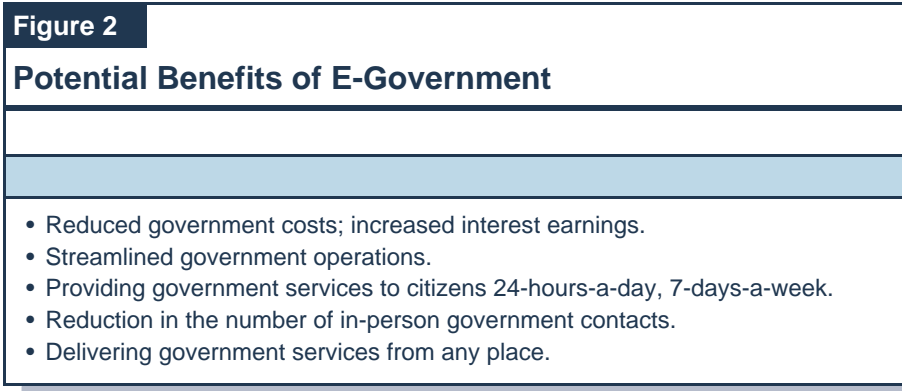 Figure 2
Potential Benefits of E-Government
• Reduced government costs; increased interest earnings.
• Streamlined government operations.
• Providing government services to citizens 24-hours-a-day, 7-days-a-week.
• Reduction in the number of in-person government contacts.
• Delivering government services from any place.